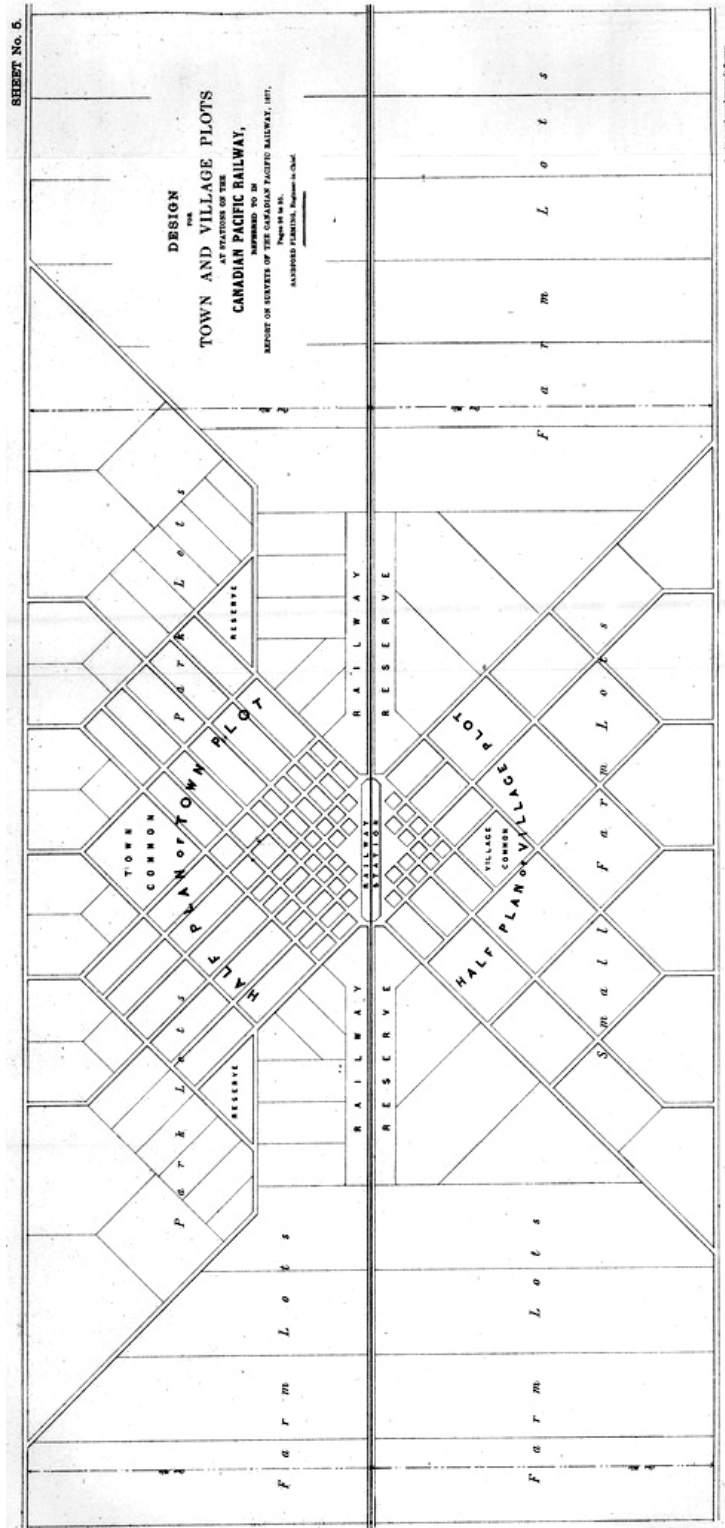 SHEET No. 5.
DESIGN
FOR
TOWN AND VILLAGE PLOTS
AT STATIONS ON THE
CANADIAN PACIFIC RAILWAY,
REFERRED TO IN
REPORT ON SURVEYS OF THE CANADIAN PACIFIC RAILWAY, 1877,
SANDFORD FLEMING, Engineer-in-Chief.
Park Lots
Park Lots
TOWN
COMMON
HALF PLAN OF TOWN PLOT
RESERVE
RESERVE
Farm Lots
RAILWAY
RAILWAY
RAILWAY
STATION
RESERVE
RESERVE
VILLAGE
COMMON
HALF PLAN OF VILLAGE PLOT
Farm Lots
Farm Lots
Small Farm Lots